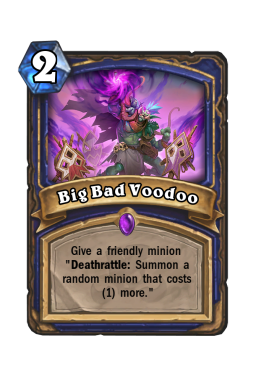 2
Big Bad Voodoo
Give a friendly minion
"Deathrattle: Summon a
random minion that costs
(1) more."